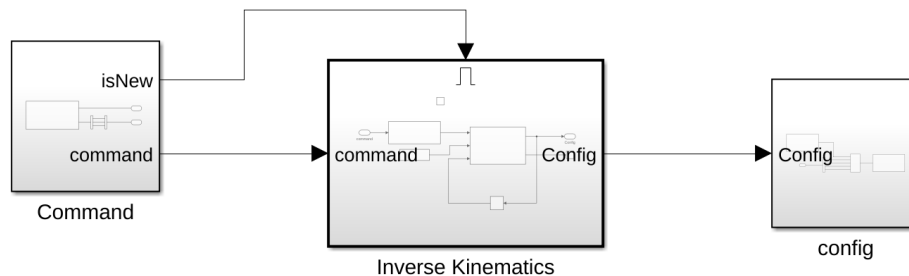 isNew
command
Command
command
Config
Inverse Kinematics
Config
config